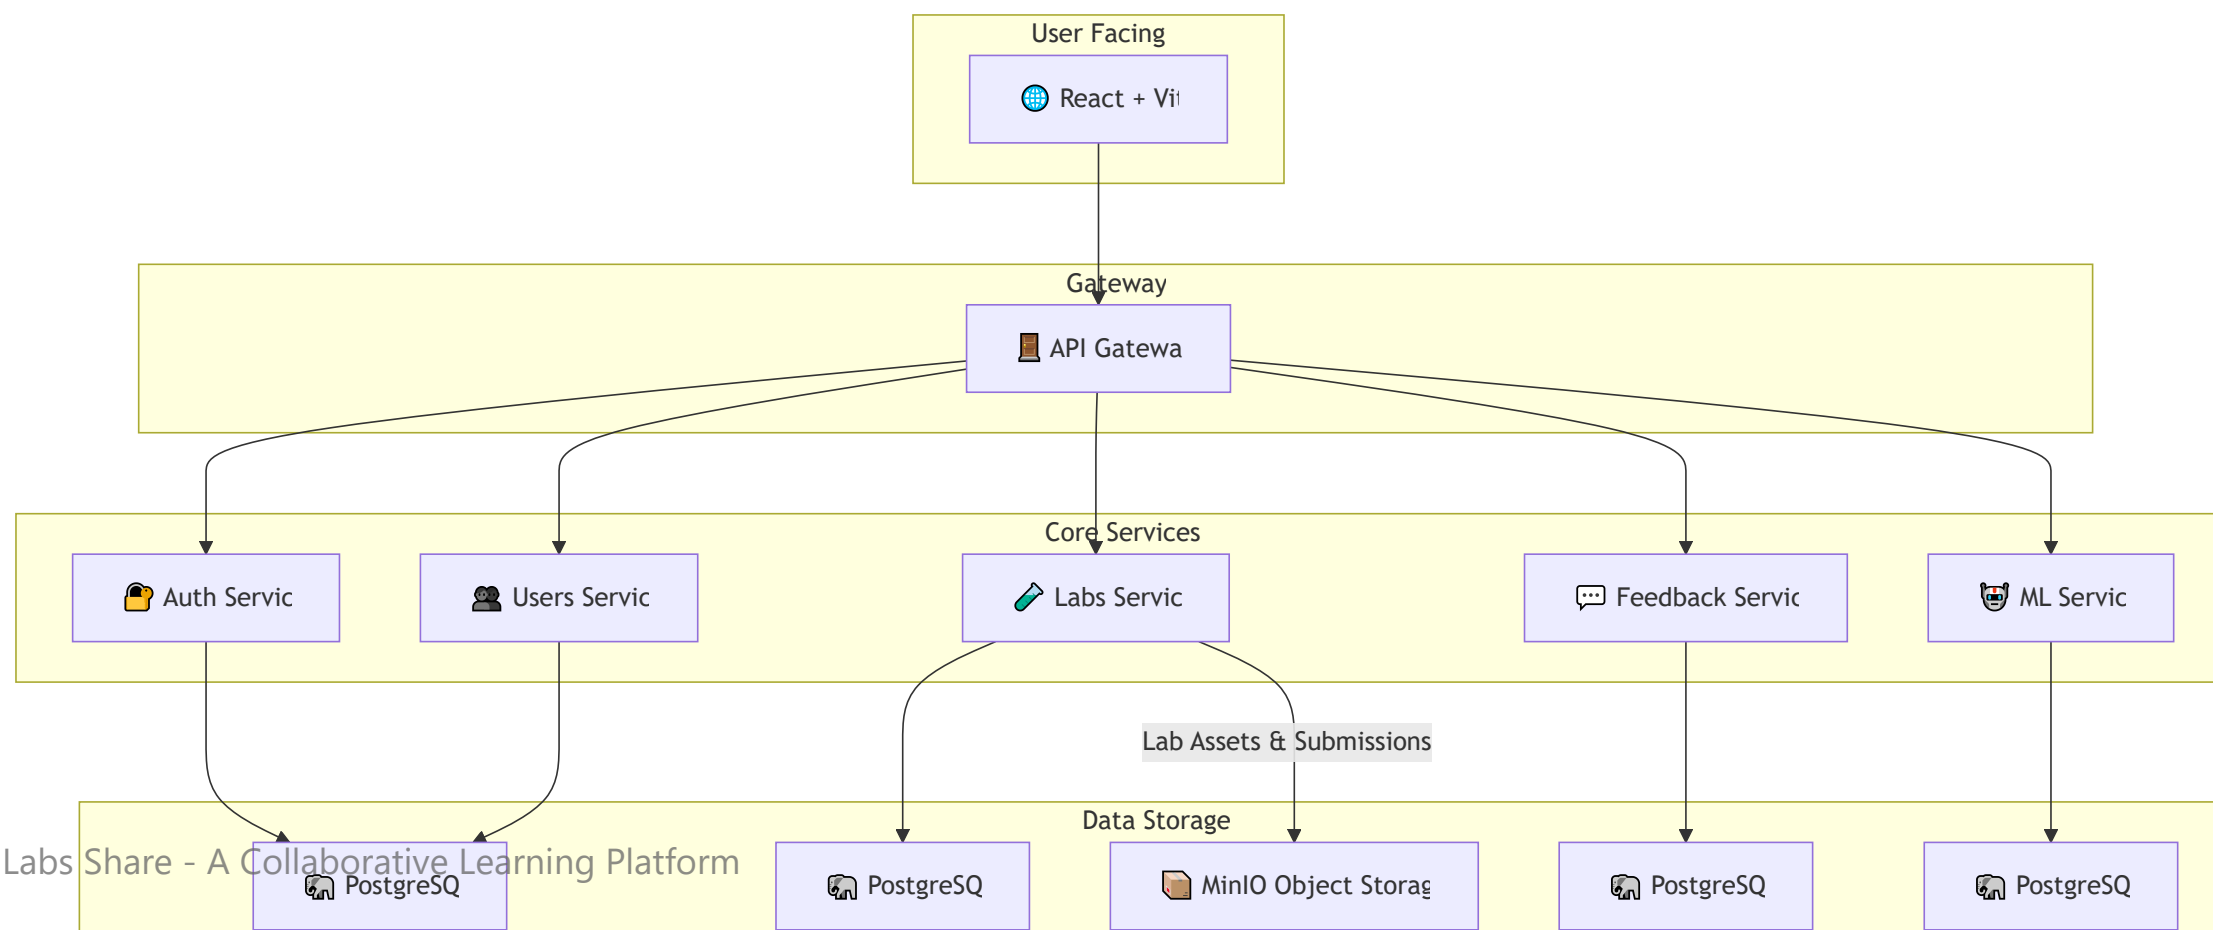 User Facing
React + Vit
Gateway
API Gatewa
Core Services
Auth Servic
Users Servic
Labs Servic
Feedback Servic
ML Servic
Lab Assets & Submissions
Data Storage
Labs Share - A Collaborative Learning Platform
PostgreSQ
PostgreSQ
MinIO Object Storag
PostgreSQ
PostgreSQ